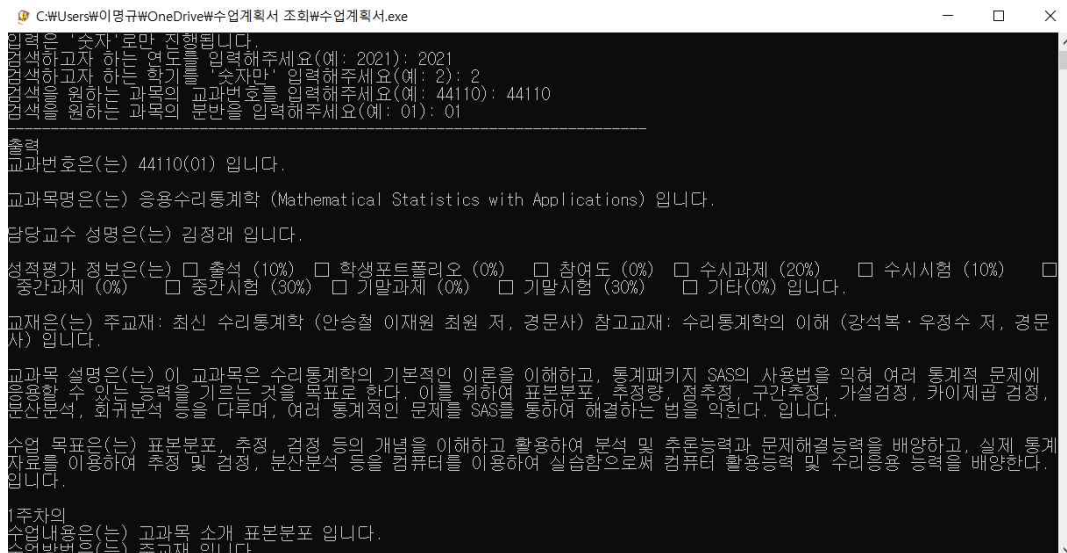 C:₩Users₩이명규₩OneDrive₩수업계획서 조회₩수업계획서.exe
입력은 '숫자'로만 진행됩니다.
검색하고자 하는 연도를 입력해주세요(예: 2021): 2021
검색하고자 하는 학기를 '숫자만' 입력해주세요(예: 2): 2
검색을 원하는 과목의 교과번호를 입력해주세요(예: 44110): 44110
검색을 원하는 과목의 분반을 입력해주세요(예: 01): 01
--------------------------------------------------------------------------
출력
교과번호은(는) 44110(01) 입니다.
교과목명은(는) 응용수리통계학 (Mathematical Statistics with Applications) 입니다.
담당교수 성명은(는) 김정래 입니다.
성적평가 정보은(는) □ 출석 (10%) □ 학생포트폴리오 (0%) □ 참여도 (0%) □ 수시과제 (20%) □ 수시시험 (10%) □
중간과제 (0%) □ 중간시험 (30%) □ 기말과제 (0%) □ 기말시험 (30%) □ 기타(0%) 입니다.
교재은(는) 주교재: 최신 수리통계학 (안승철 이재원 최원 저, 경문사) 참고교재: 수리통계학의 이해 (강석복·우정수 저, 경문
사) 입니다.
교과목 설명은(는) 이 교과목은 수리통계학의 기본적인 이론을 이해하고, 통계패키지 SAS의 사용법을 익혀 여러 통계적 문제에
응용할 수 있는 능력을 기르는 것을 목표로 한다. 이를 위하여 표본분포, 추정량, 점추정, 구간추정, 가설검정, 카이제곱 검정,
분산분석, 회귀분석 등을 다루며, 여러 통계적인 문제를 SAS를 통하여 해결하는 법을 익힌다. 입니다.
수업 목표은(는) 표본분포, 추정, 검정 등의 개념을 이해하고 활용하여 분석 및 추론능력과 문제해결능력을 배양하고, 실제 통계
자료를 이용하여 추정 및 검정, 분산분석 등을 컴퓨터를 이용하여 실습함으로써 컴퓨터 활용능력 및 수리응용 능력을 배양한다.
입니다.
1주차의
수업내용은(는) 고과목 소개 표본분포 입니다.
수업방법은(는) 주교재 입니다